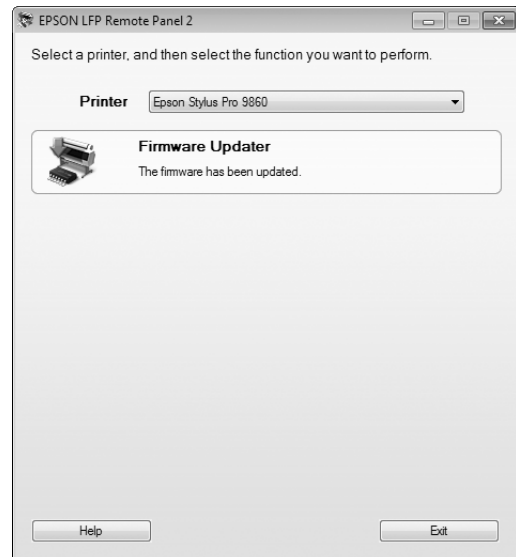 EPSON LFP Remote Panel 2
Select a printer, and then select the function you want to perform.
Printer Epson Stylus Pro 9860
Firmware Updater
The firmware has been updated.
Help Exit